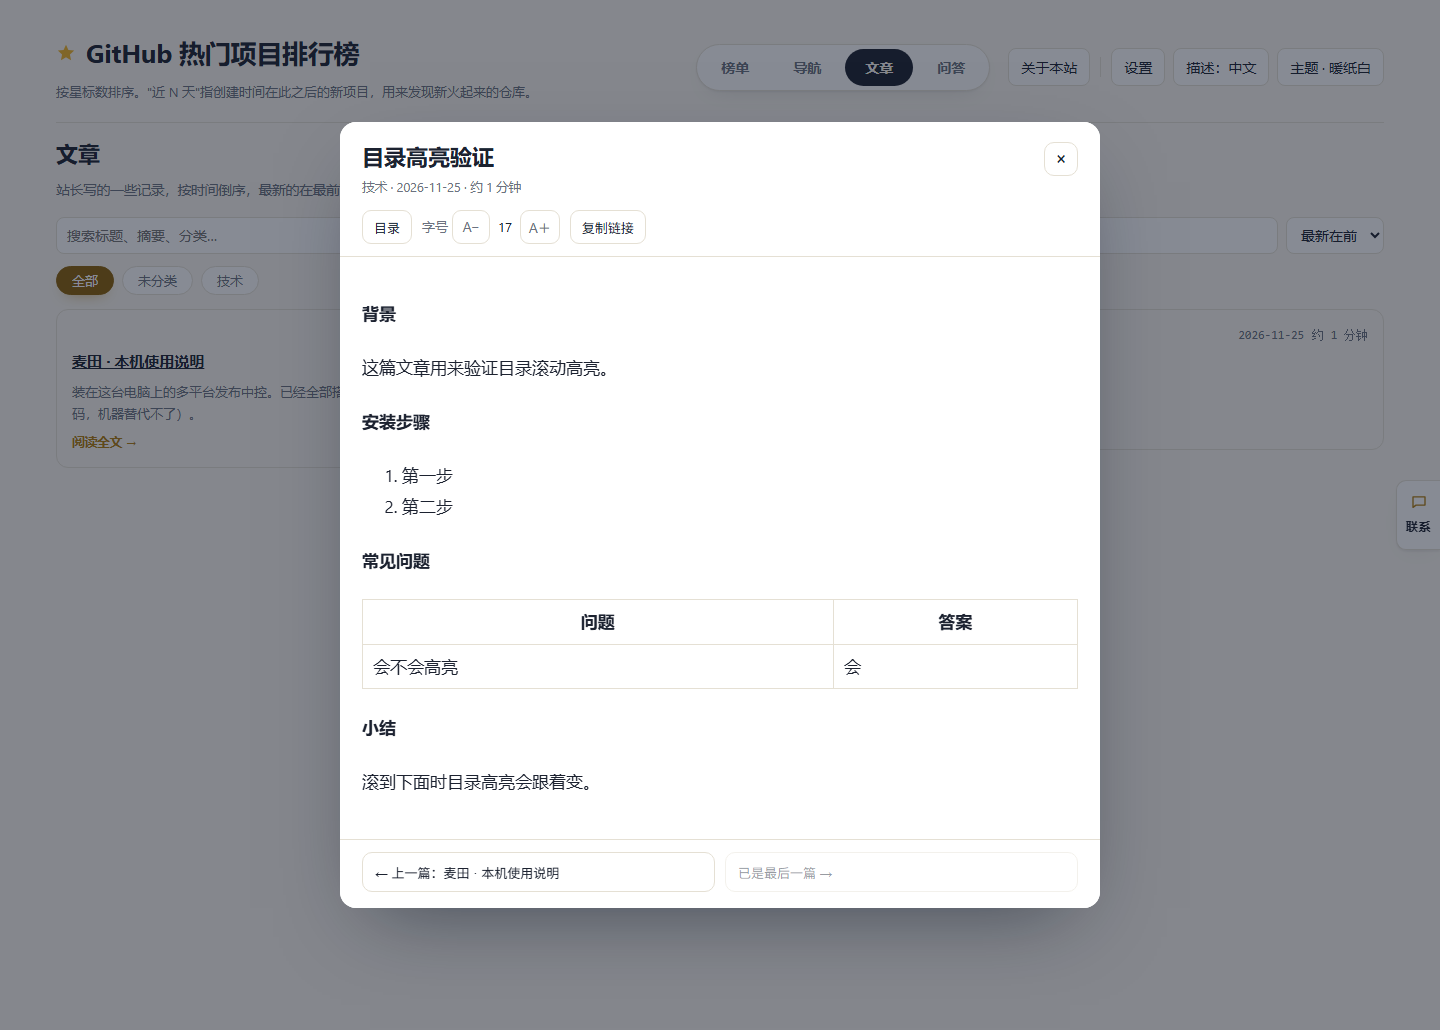 GitHub 热门项目排行榜
按星标数排序。"近 N 天"指创建时间在此之后的新项目，用来发现新火起来的仓库。
榜单
导航
文章
问答
关于本站
设置
描述：中文
主题 · 暖纸白
文章
站长写的一些记录，按时间倒序，最新的在最前
搜索标题、摘要、分类...
最新在前
全部
未分类
技术
麦田 · 本机使用说明
装在这台电脑上的多平台发布中控。已经全部
码，机器替代不了）。
阅读全文 →
2026-11-25 约 1 分钟
联系
目录高亮验证
×
技术 · 2026-11-25 · 约 1 分钟
目录
字号
A−
17
A＋
复制链接
背景
这篇文章用来验证目录滚动高亮。
安装步骤
1. 第一步
2. 第二步
常见问题
问题
答案
会不会高亮
会
小结
滚到下面时目录高亮会跟着变。
← 上一篇：麦田 · 本机使用说明
已是最后一篇 →